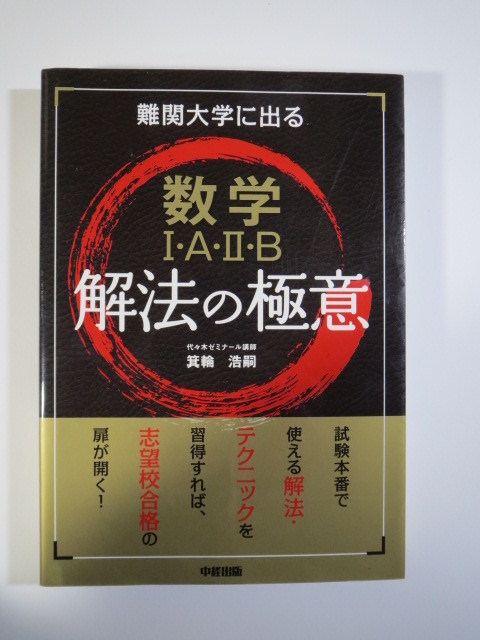 難関大学に出る
数学
I・A・II・B
解法の極意
代々木ゼミナール講師
箕輪 浩嗣
試験本番で
使える解法・
テクニックを
習得すれば、
志望校合格の
扉が開く!
中経出版